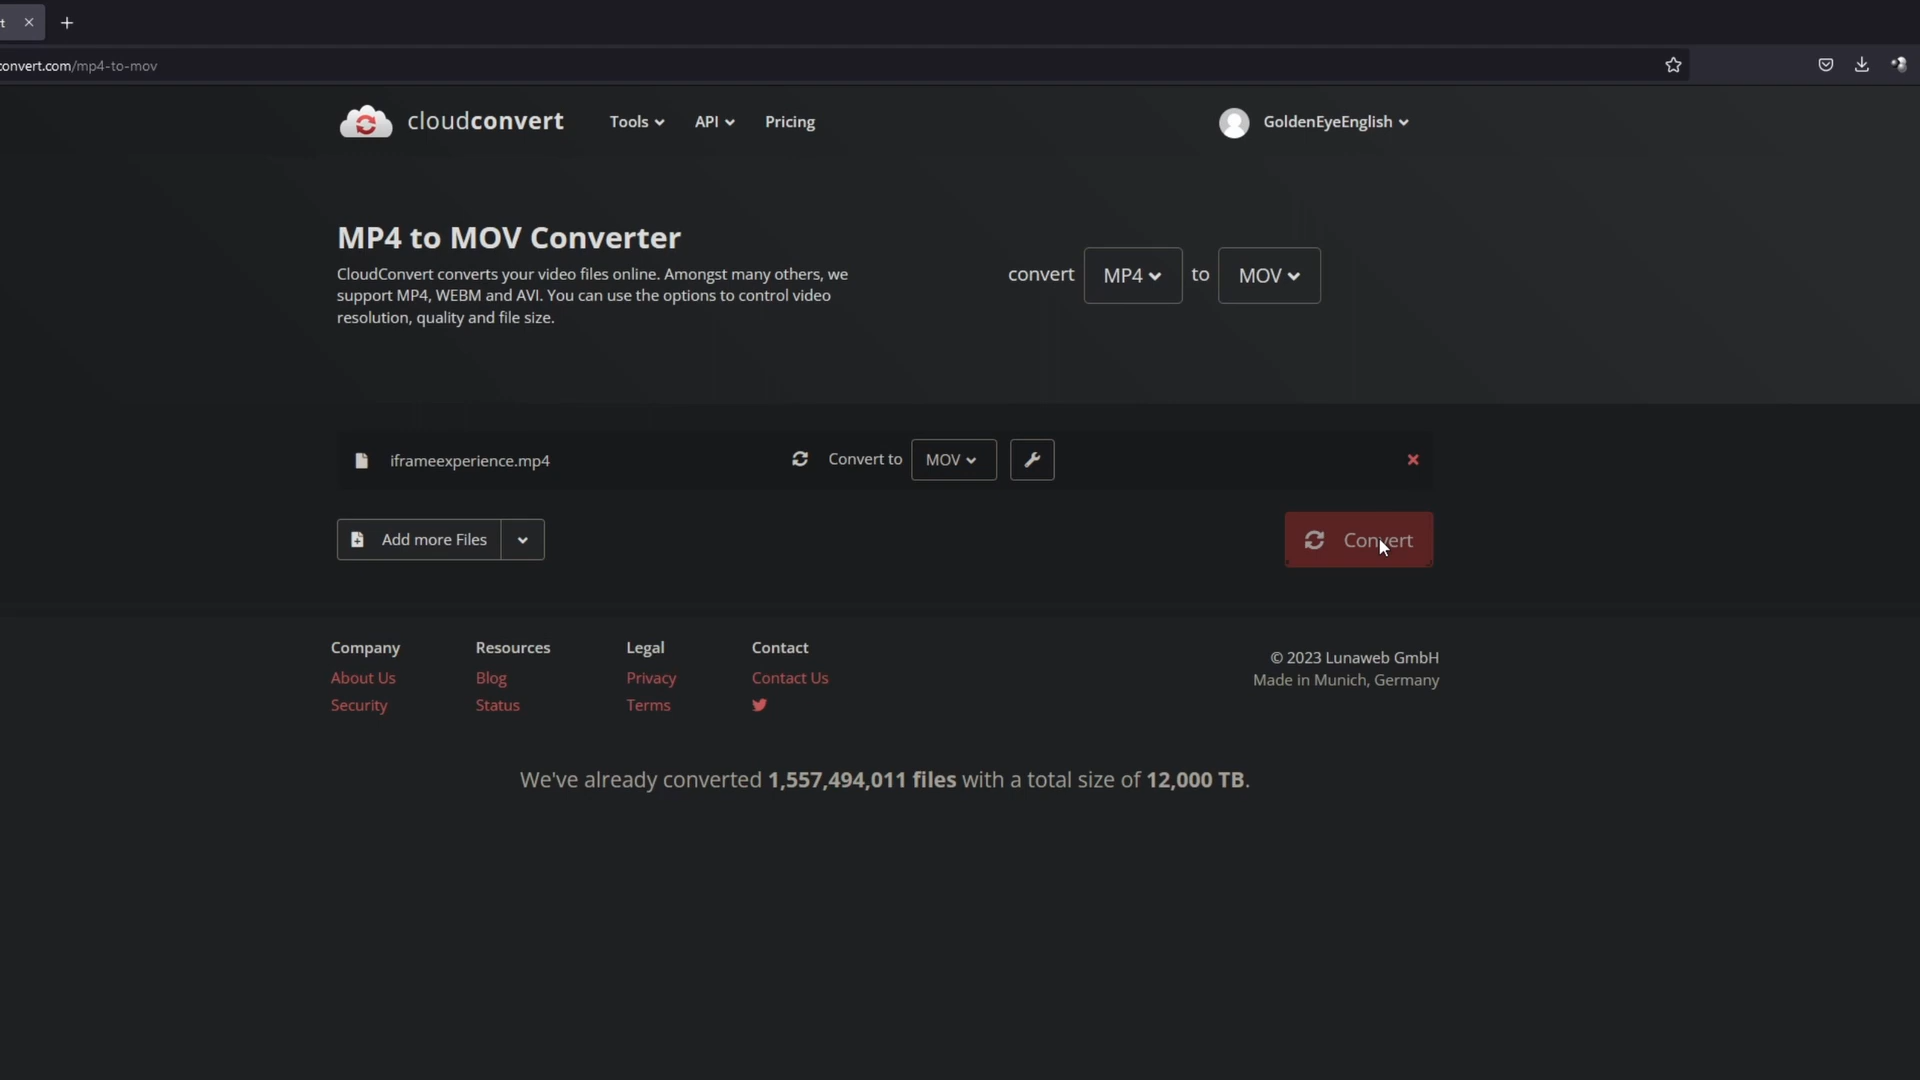 t
convert.com/mp4-to-mov
cloudconvert Tools API Pricing GoldenEyeEnglish
MP4 to MOV Converter
CloudConvert converts your video files online. Amongst many others, we
support MP4, WEBM and AVI. You can use the options to control video
resolution, quality and file size.
convert MP4 to MOV
iframeexperience.mp4 Convert to MOV
Add more Files Convert
Company Resources Legal Contact
About Us Blog Privacy Contact Us
Security Status Terms
© 2023 Lunaweb GmbH
Made in Munich, Germany
We've already converted 1,557,494,011 files with a total size of 12,000 TB.